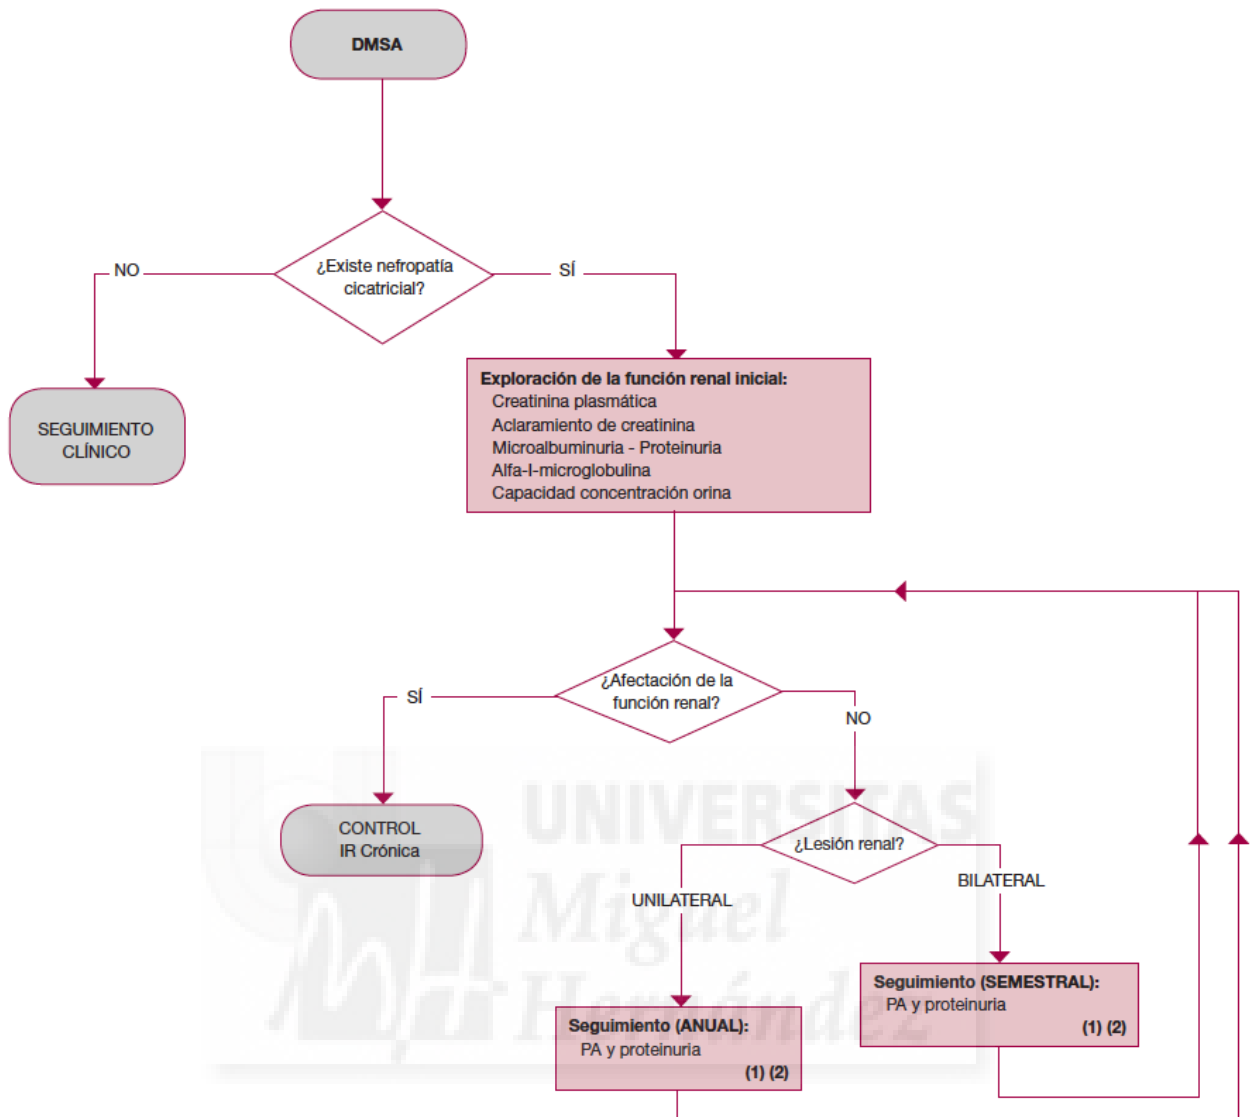 DMSA
¿Existe nefropatía
cicatricial?
NO
SÍ
SEGUIMIENTO
CLÍNICO
Exploración de la función renal inicial:
Creatinina plasmática
Aclaramiento de creatinina
Microalbuminuria - Proteinuria
Alfa-I-microglobulina
Capacidad concentración orina
¿Afectación de la
función renal?
SÍ
NO
CONTROL
IR Crónica
¿Lesión renal?
UNILATERAL
BILATERAL
Seguimiento (SEMESTRAL):
PA y proteinuria
(1) (2)
Seguimiento (ANUAL):
PA y proteinuria
(1) (2)
UNIVERSITAS
Miguel
Hernández